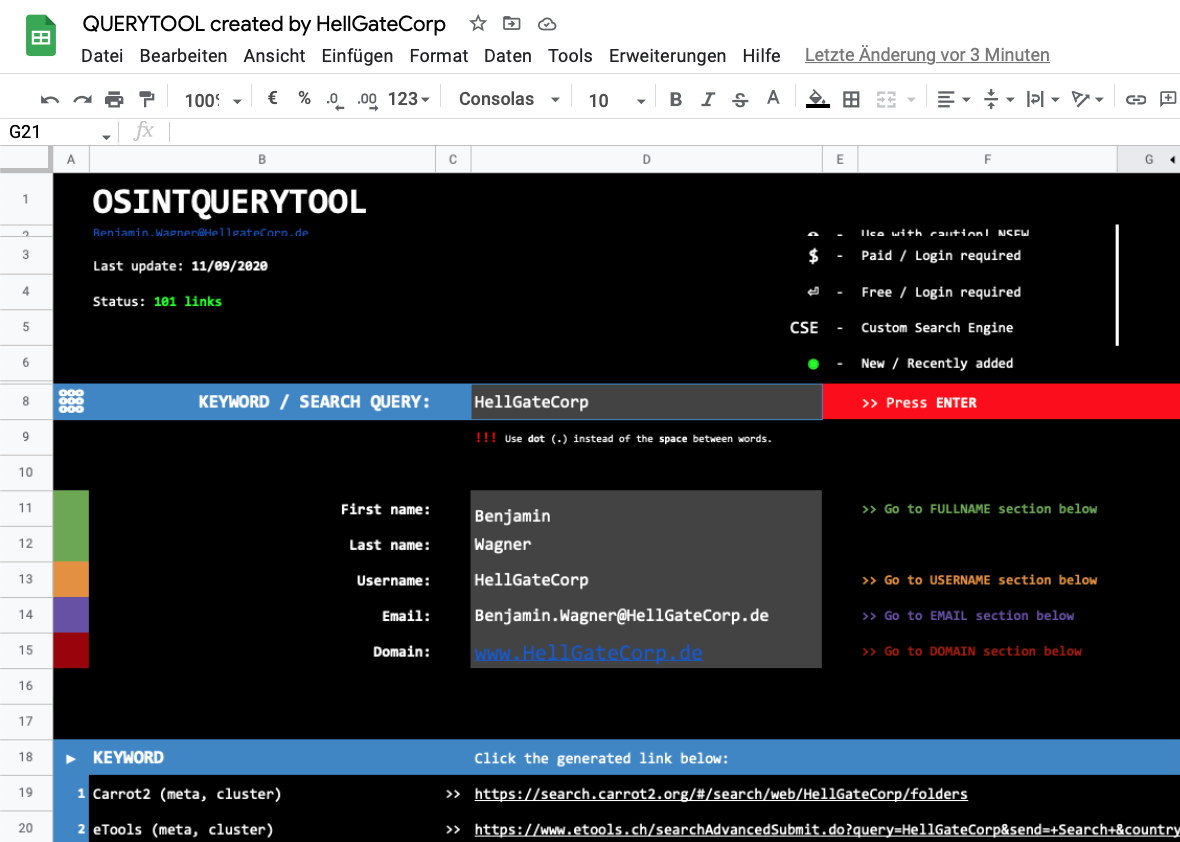 QUERYTOOL created by HellGateCorp
Datei Bearbeiten Ansicht Einfügen Format Daten Tools Erweiterungen Hilfe Letzte Änderung vor 3 Minuten
100% € % .0 .00 123 Consolas 10 B I S A
G21 fx
A B C D E F G
1 OSINTQUERYTOOL
2 Benjamin.Wagner@HellgateCorp.de - Use with caution! NSFW
3 Last update: 11/09/2020 $ - Paid / Login required
4 Status: 101 links ⏎ - Free / Login required
5 CSE - Custom Search Engine
6 - New / Recently added
8 KEYWORD / SEARCH QUERY: HellGateCorp >> Press ENTER
9 !!! Use dot (.) instead of the space between words.
10
11 First name: Benjamin >> Go to FULLNAME section below
12 Last name: Wagner
13 Username: HellGateCorp >> Go to USERNAME section below
14 Email: Benjamin.Wagner@HellGateCorp.de >> Go to EMAIL section below
15 Domain: www.HellGateCorp.de >> Go to DOMAIN section below
16
17
18 ► KEYWORD Click the generated link below:
19 1 Carrot2 (meta, cluster) >> https://search.carrot2.org/#/search/web/HellGateCorp/folders
20 2 eTools (meta, cluster) >> https://www.etools.ch/searchAdvancedSubmit.do?query=HellGateCorp&send=+Search+&country